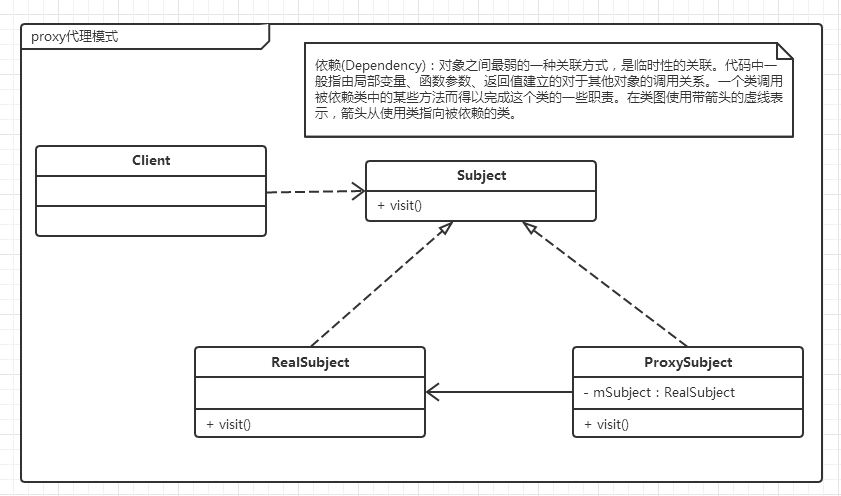 proxy代理模式
依赖(Dependency)：对象之间最弱的一种关联方式，是临时性的关联。代码中一
般指由局部变量、函数参数、返回值建立的对于其他对象的调用关系。一个类调用
被依赖类中的某些方法而得以完成这个类的一些职责。在类图使用带箭头的虚线表
示，箭头从使用类指向被依赖的类。
Client
Subject
+ visit()
RealSubject
+ visit()
ProxySubject
- mSubject：RealSubject
+ visit()